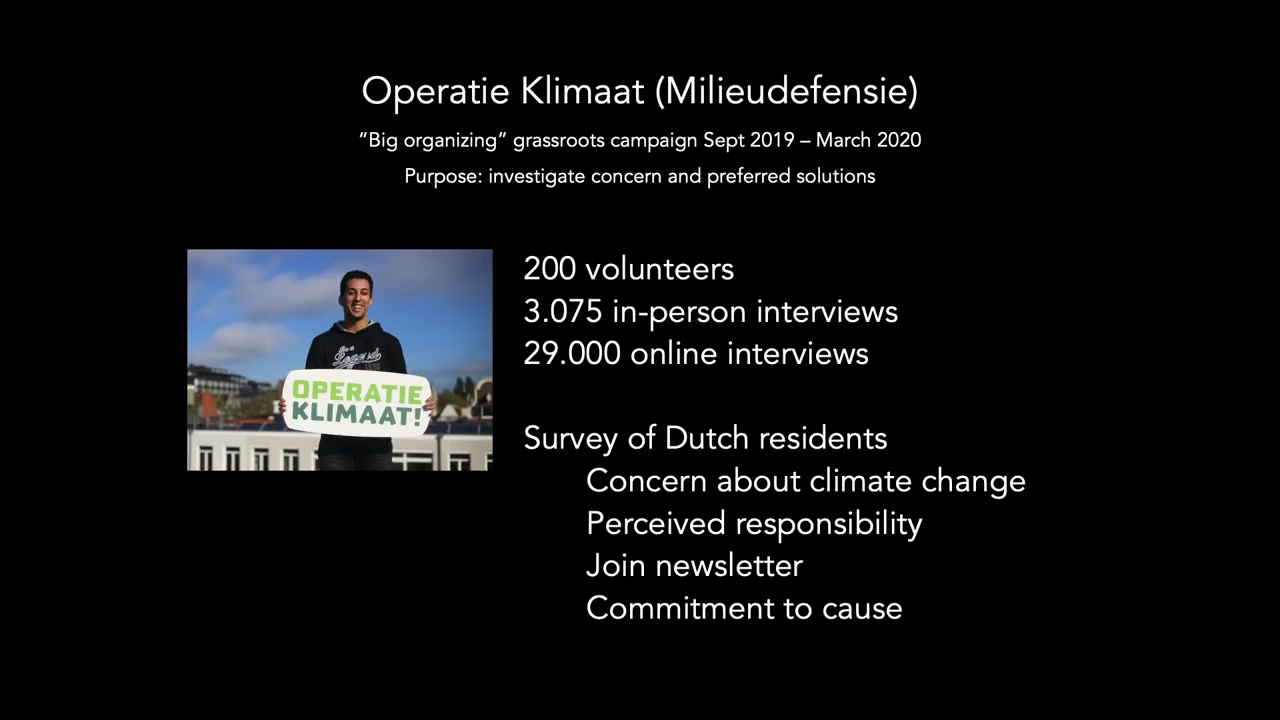 Operatie Klimaat (Milieudefensie)
“Big organizing” grassroots campaign Sept 2019 – March 2020
Purpose: investigate concern and preferred solutions
200 volunteers
3.075 in-person interviews
29.000 online interviews
Legend
OPERATIE
KLIMAAT!
Survey of Dutch residents
Concern about climate change
Perceived responsibility
Join newsletter
Commitment to cause